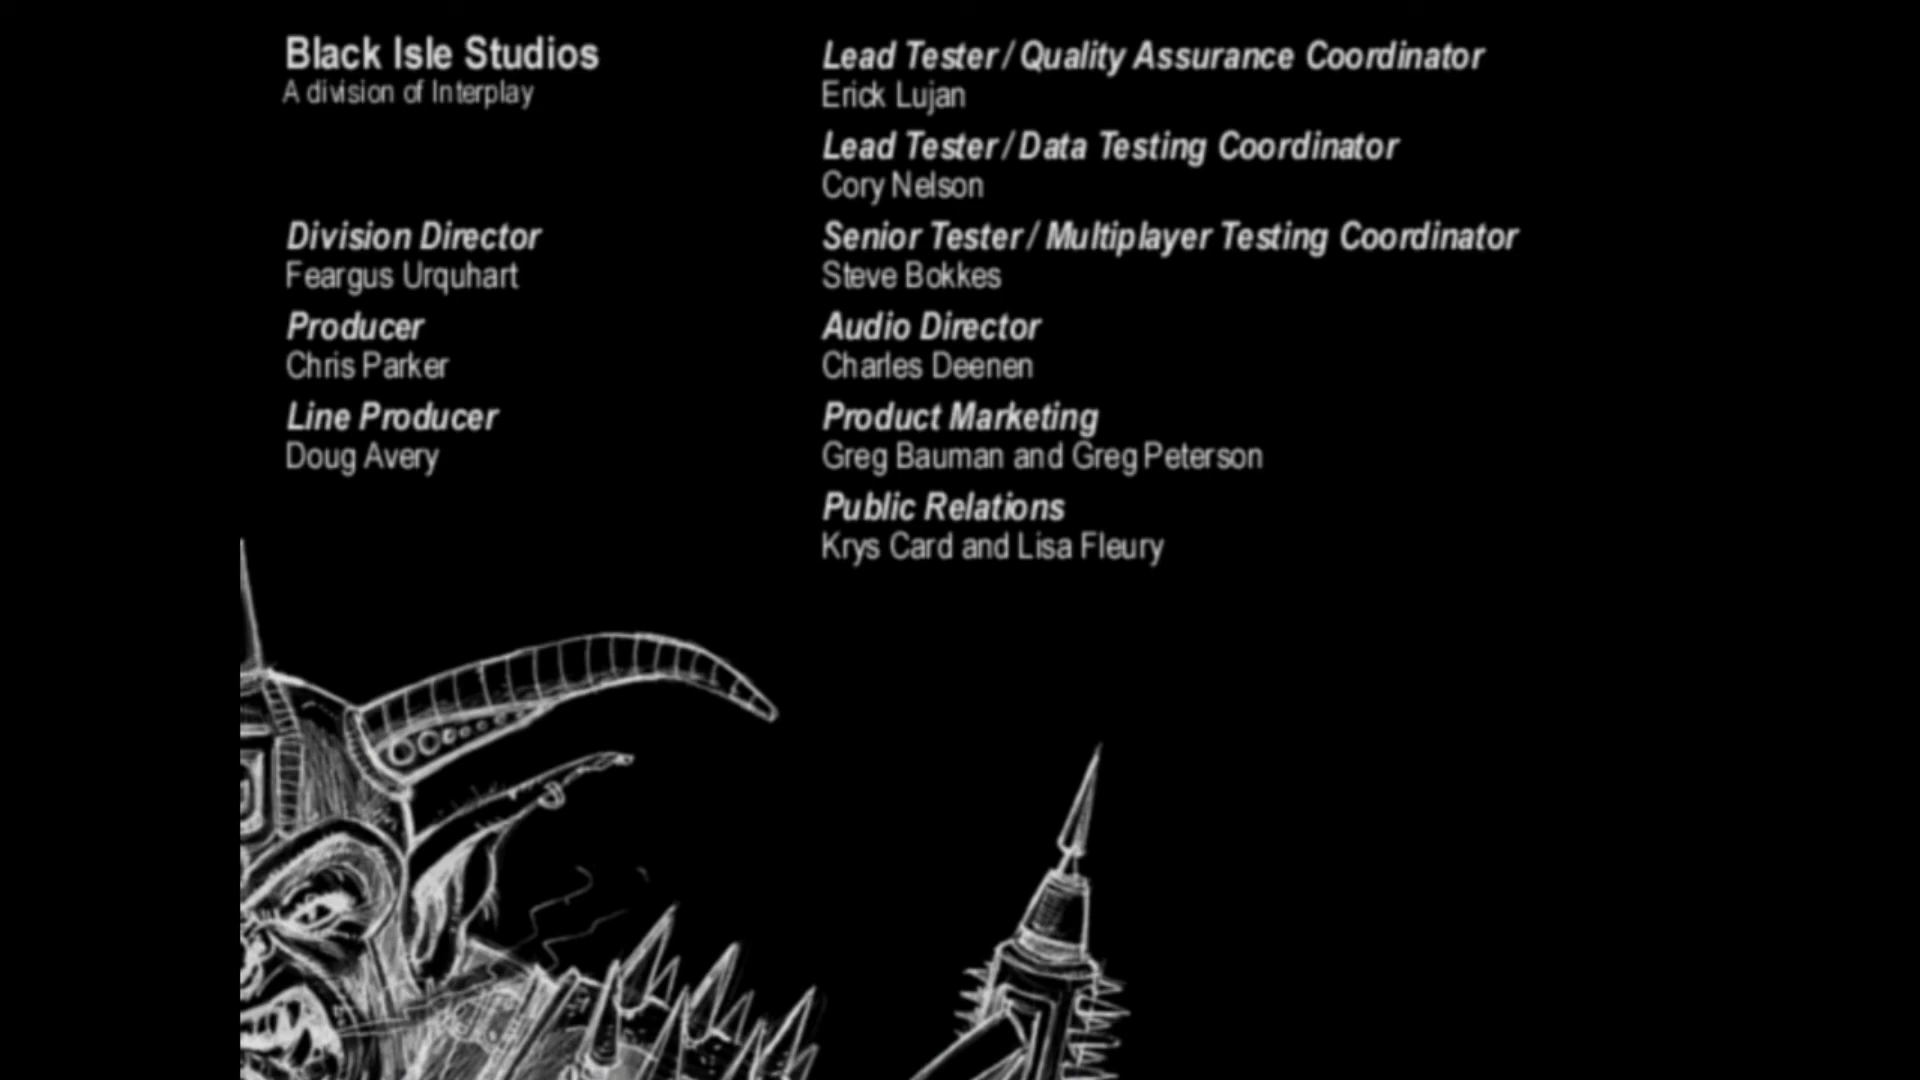 Black Isle Studios
A division of Interplay
Division Director
Feargus Urquhart
Producer
Chris Parker
Line Producer
Doug Avery
Lead Tester / Quality Assurance Coordinator
Erick Lujan
Lead Tester / Data Testing Coordinator
Cory Nelson
Senior Tester / Multiplayer Testing Coordinator
Steve Bokkes
Audio Director
Charles Deenen
Product Marketing
Greg Bauman and Greg Peterson
Public Relations
Krys Card and Lisa Fleury